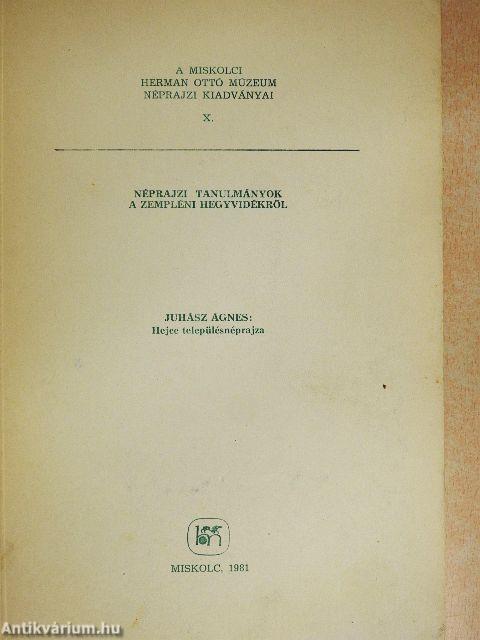 A MISKOLCI
HERMAN OTTÓ MÚZEUM
NÉPRAJZI KIADVÁNYAI
X.
NÉPRAJZI TANULMÁNYOK
A ZEMPLÉNI HEGYVIDÉKRŐL
JUHÁSZ ÁGNES:
Hejce településnéprajza
MISKOLC, 1981
Antikvárium.hu